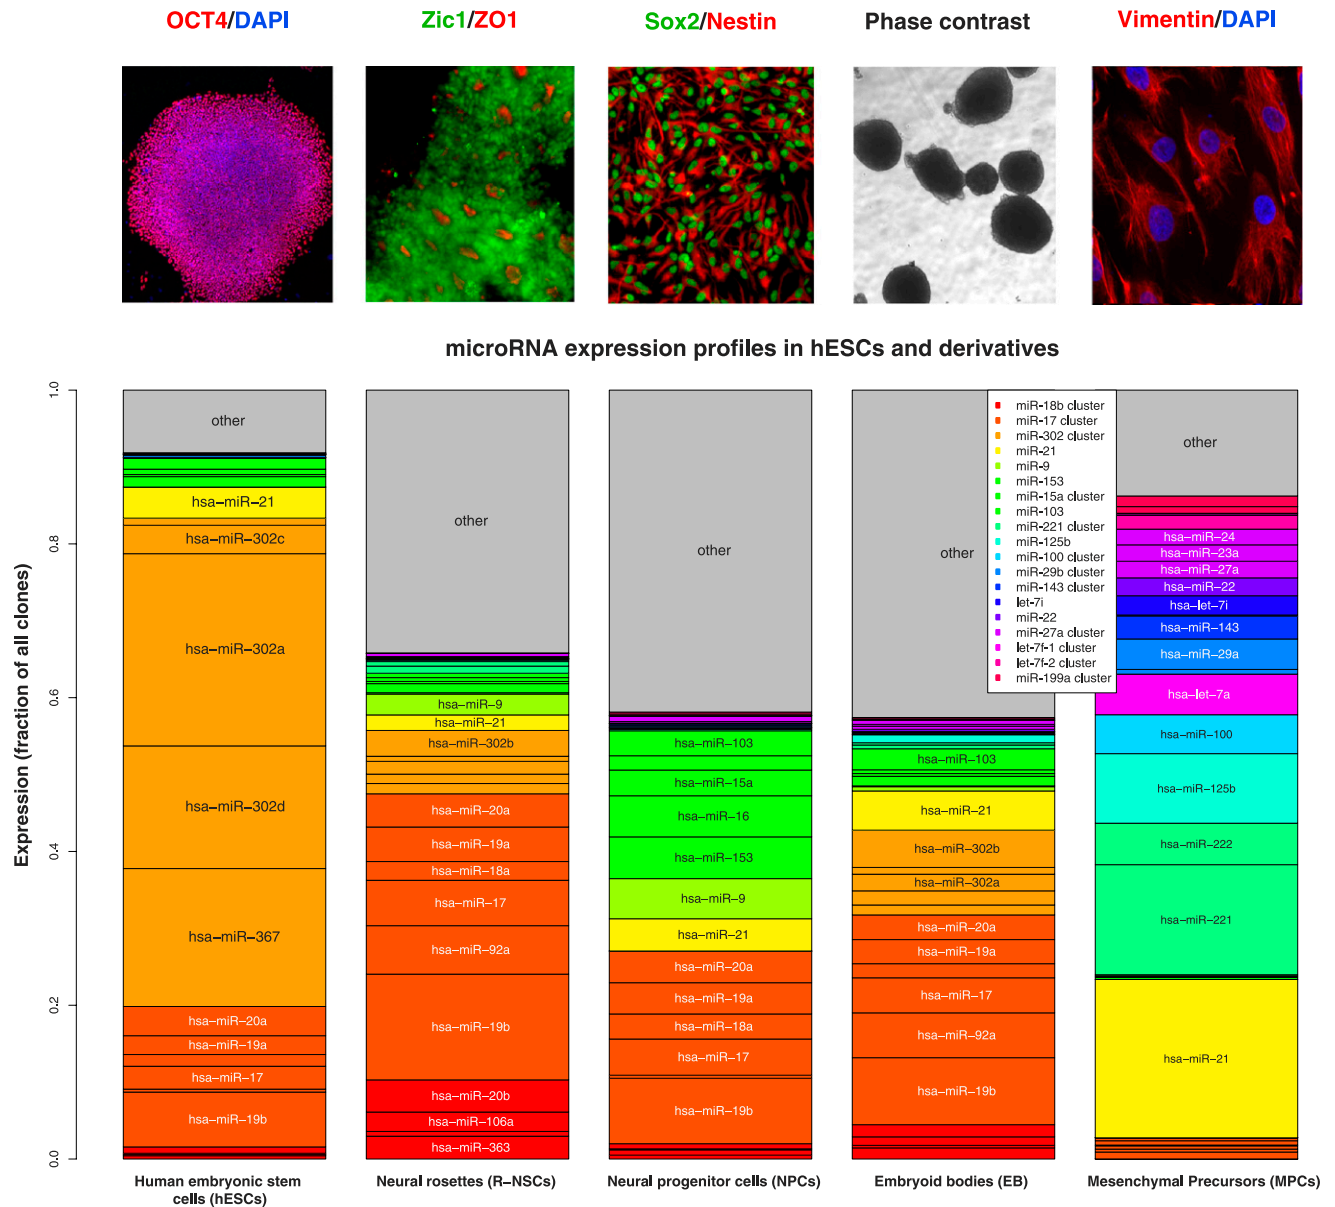 OCT4/DAPI
Zic1/ZO1
Sox2/Nestin
Phase contrast
Vimentin/DAPI
microRNA expression profiles in hESCs and derivatives
Expression (fraction of all clones)
1.0
0.8
0.6
0.4
0.2
0.0
other
hsa-miR-21
hsa-miR-302c
hsa-miR-302a
hsa-miR-302d
hsa-miR-367
hsa-miR-20a
hsa-miR-19a
hsa-miR-17
hsa-miR-19b
Human embryonic stem
cells (hESCs)
other
hsa-miR-9
hsa-miR-21
hsa-miR-302b
hsa-miR-20a
hsa-miR-19a
hsa-miR-18a
hsa-miR-17
hsa-miR-92a
hsa-miR-19b
hsa-miR-20b
hsa-miR-106a
hsa-miR-363
Neural rosettes (R-NSCs)
other
hsa-miR-103
hsa-miR-15a
hsa-miR-16
hsa-miR-153
hsa-miR-9
hsa-miR-21
hsa-miR-20a
hsa-miR-19a
hsa-miR-18a
hsa-miR-17
hsa-miR-19b
Neural progenitor cells (NPCs)
other
hsa-miR-103
hsa-miR-21
hsa-miR-302b
hsa-miR-302a
hsa-miR-20a
hsa-miR-19a
hsa-miR-17
hsa-miR-92a
hsa-miR-19b
Embryoid bodies (EB)
miR-18b cluster
miR-17 cluster
miR-302 cluster
miR-21
miR-9
miR-153
miR-15a cluster
miR-103
miR-221 cluster
miR-125b
miR-100 cluster
miR-29b cluster
miR-143 cluster
let-7i
miR-22
miR-27a cluster
let-7f-1 cluster
let-7f-2 cluster
miR-199a cluster
other
hsa-miR-24
hsa-miR-23a
hsa-miR-27a
hsa-miR-22
hsa-let-7i
hsa-miR-143
hsa-miR-29a
hsa-let-7a
hsa-miR-100
hsa-miR-125b
hsa-miR-222
hsa-miR-221
hsa-miR-21
Mesenchymal Precursors (MPCs)